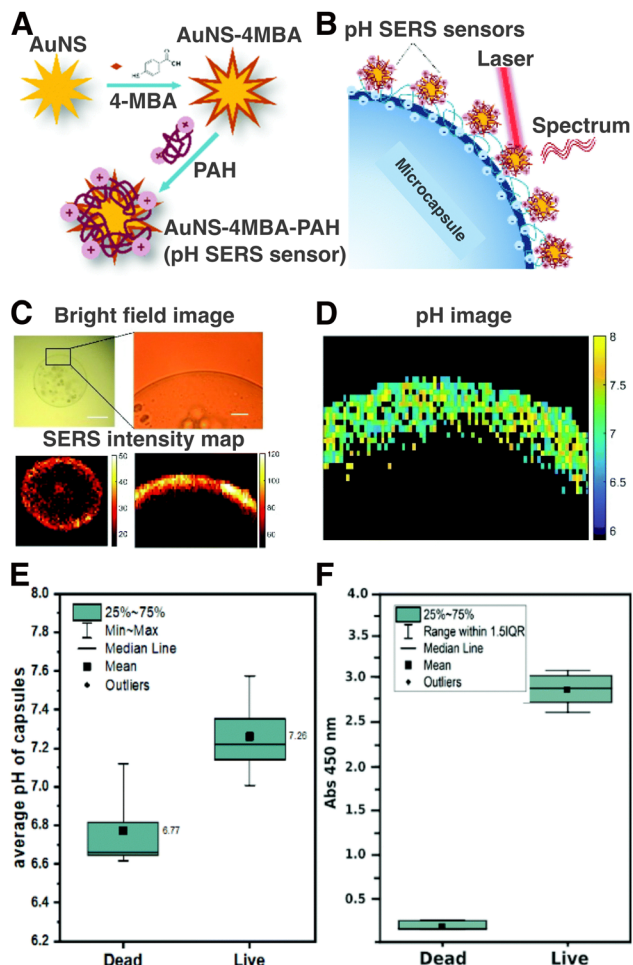 A
AuNS
AuNS-4MBA
HS
OH
4-MBA
PAH
AuNS-4MBA-PAH
(pH SERS sensor)
B
pH SERS sensors
Laser
Spectrum
Microcapsule
C
Bright field image
SERS intensity map
50
40
30
20
120
100
80
60
D
pH image
8
7.5
7
6.5
6
E
8.0
7.8
7.6
7.4
7.2
7.0
6.8
6.6
6.4
6.2
average pH of capsules
25%~75%
Min~Max
Median Line
Mean
Outliers
6.77
7.26
Dead
Live
F
4.0
3.5
3.0
2.5
2.0
1.5
1.0
0.5
Abs 450 nm
25%~75%
Range within 1.5IQR
Median Line
Mean
Outliers
Dead
Live